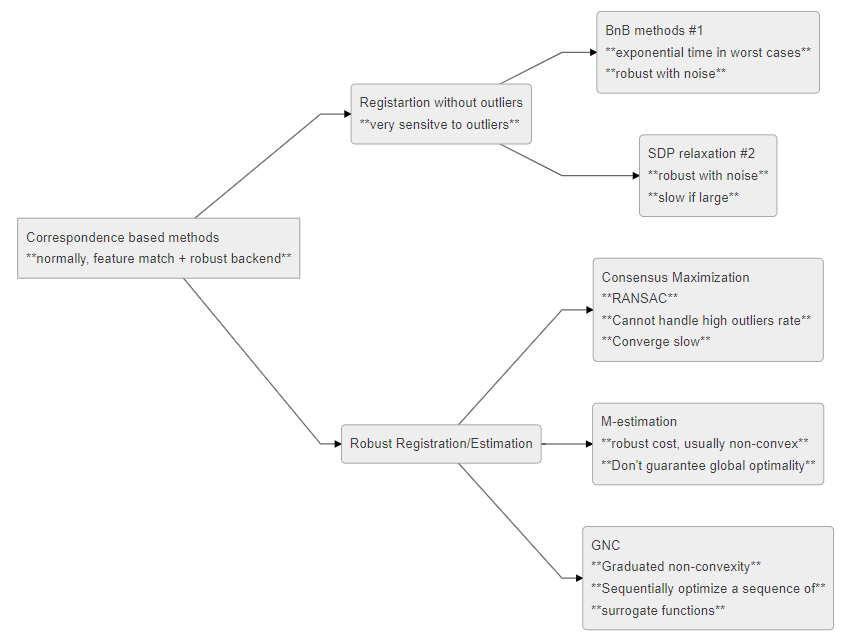 Correspondence based methods
**normally, feature match + robust backend**
Registartion without outliers
**very sensitve to outliers**
BnB methods #1
**exponential time in worst cases**
**robust with noise**
SDP relaxation #2
**robust with noise**
**slow if large**
Robust Registration/Estimation
Consensus Maximization
**RANSAC**
**Cannot handle high outliers rate**
**Converge slow**
M-estimation
**robust cost, usually non-convex**
**Don't guarantee global optimality**
GNC
**Graduated non-convexity**
**Sequentially optimize a sequence of**
**surrogate functions**